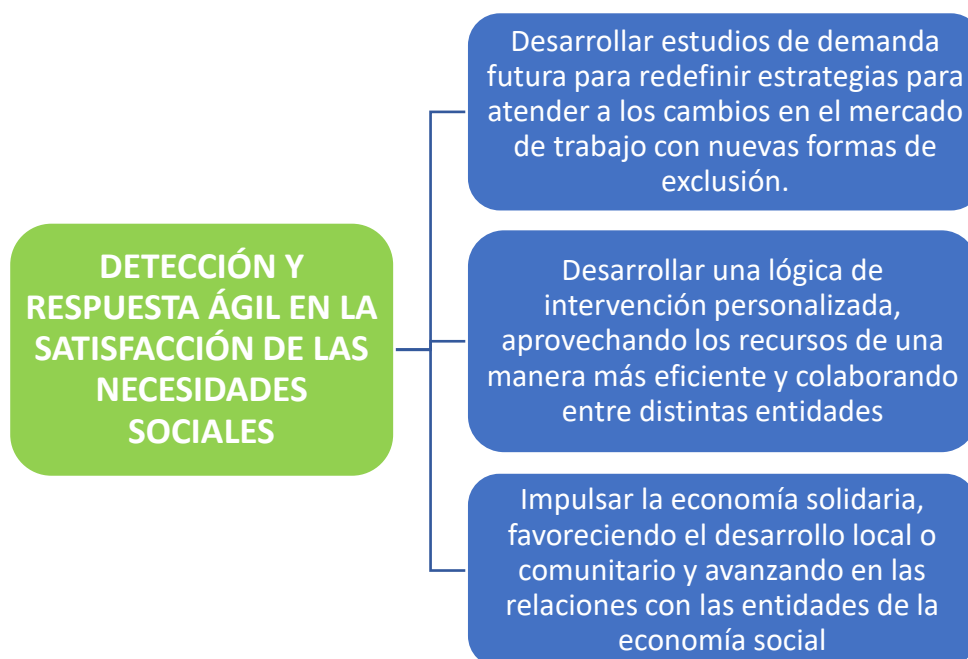 DETECCIÓN Y
RESPUESTA ÁGIL EN LA
SATISFACCIÓN DE LAS
NECESIDADES
SOCIALES
Desarrollar estudios de demanda
futura para redefinir estrategias para
atender a los cambios en el mercado
de trabajo con nuevas formas de
exclusión.
Desarrollar una lógica de
intervención personalizada,
aprovechando los recursos de una
manera más eficiente y colaborando
entre distintas entidades
Impulsar la economía solidaria,
favoreciendo el desarrollo local o
comunitario y avanzando en las
relaciones con las entidades de la
economía social